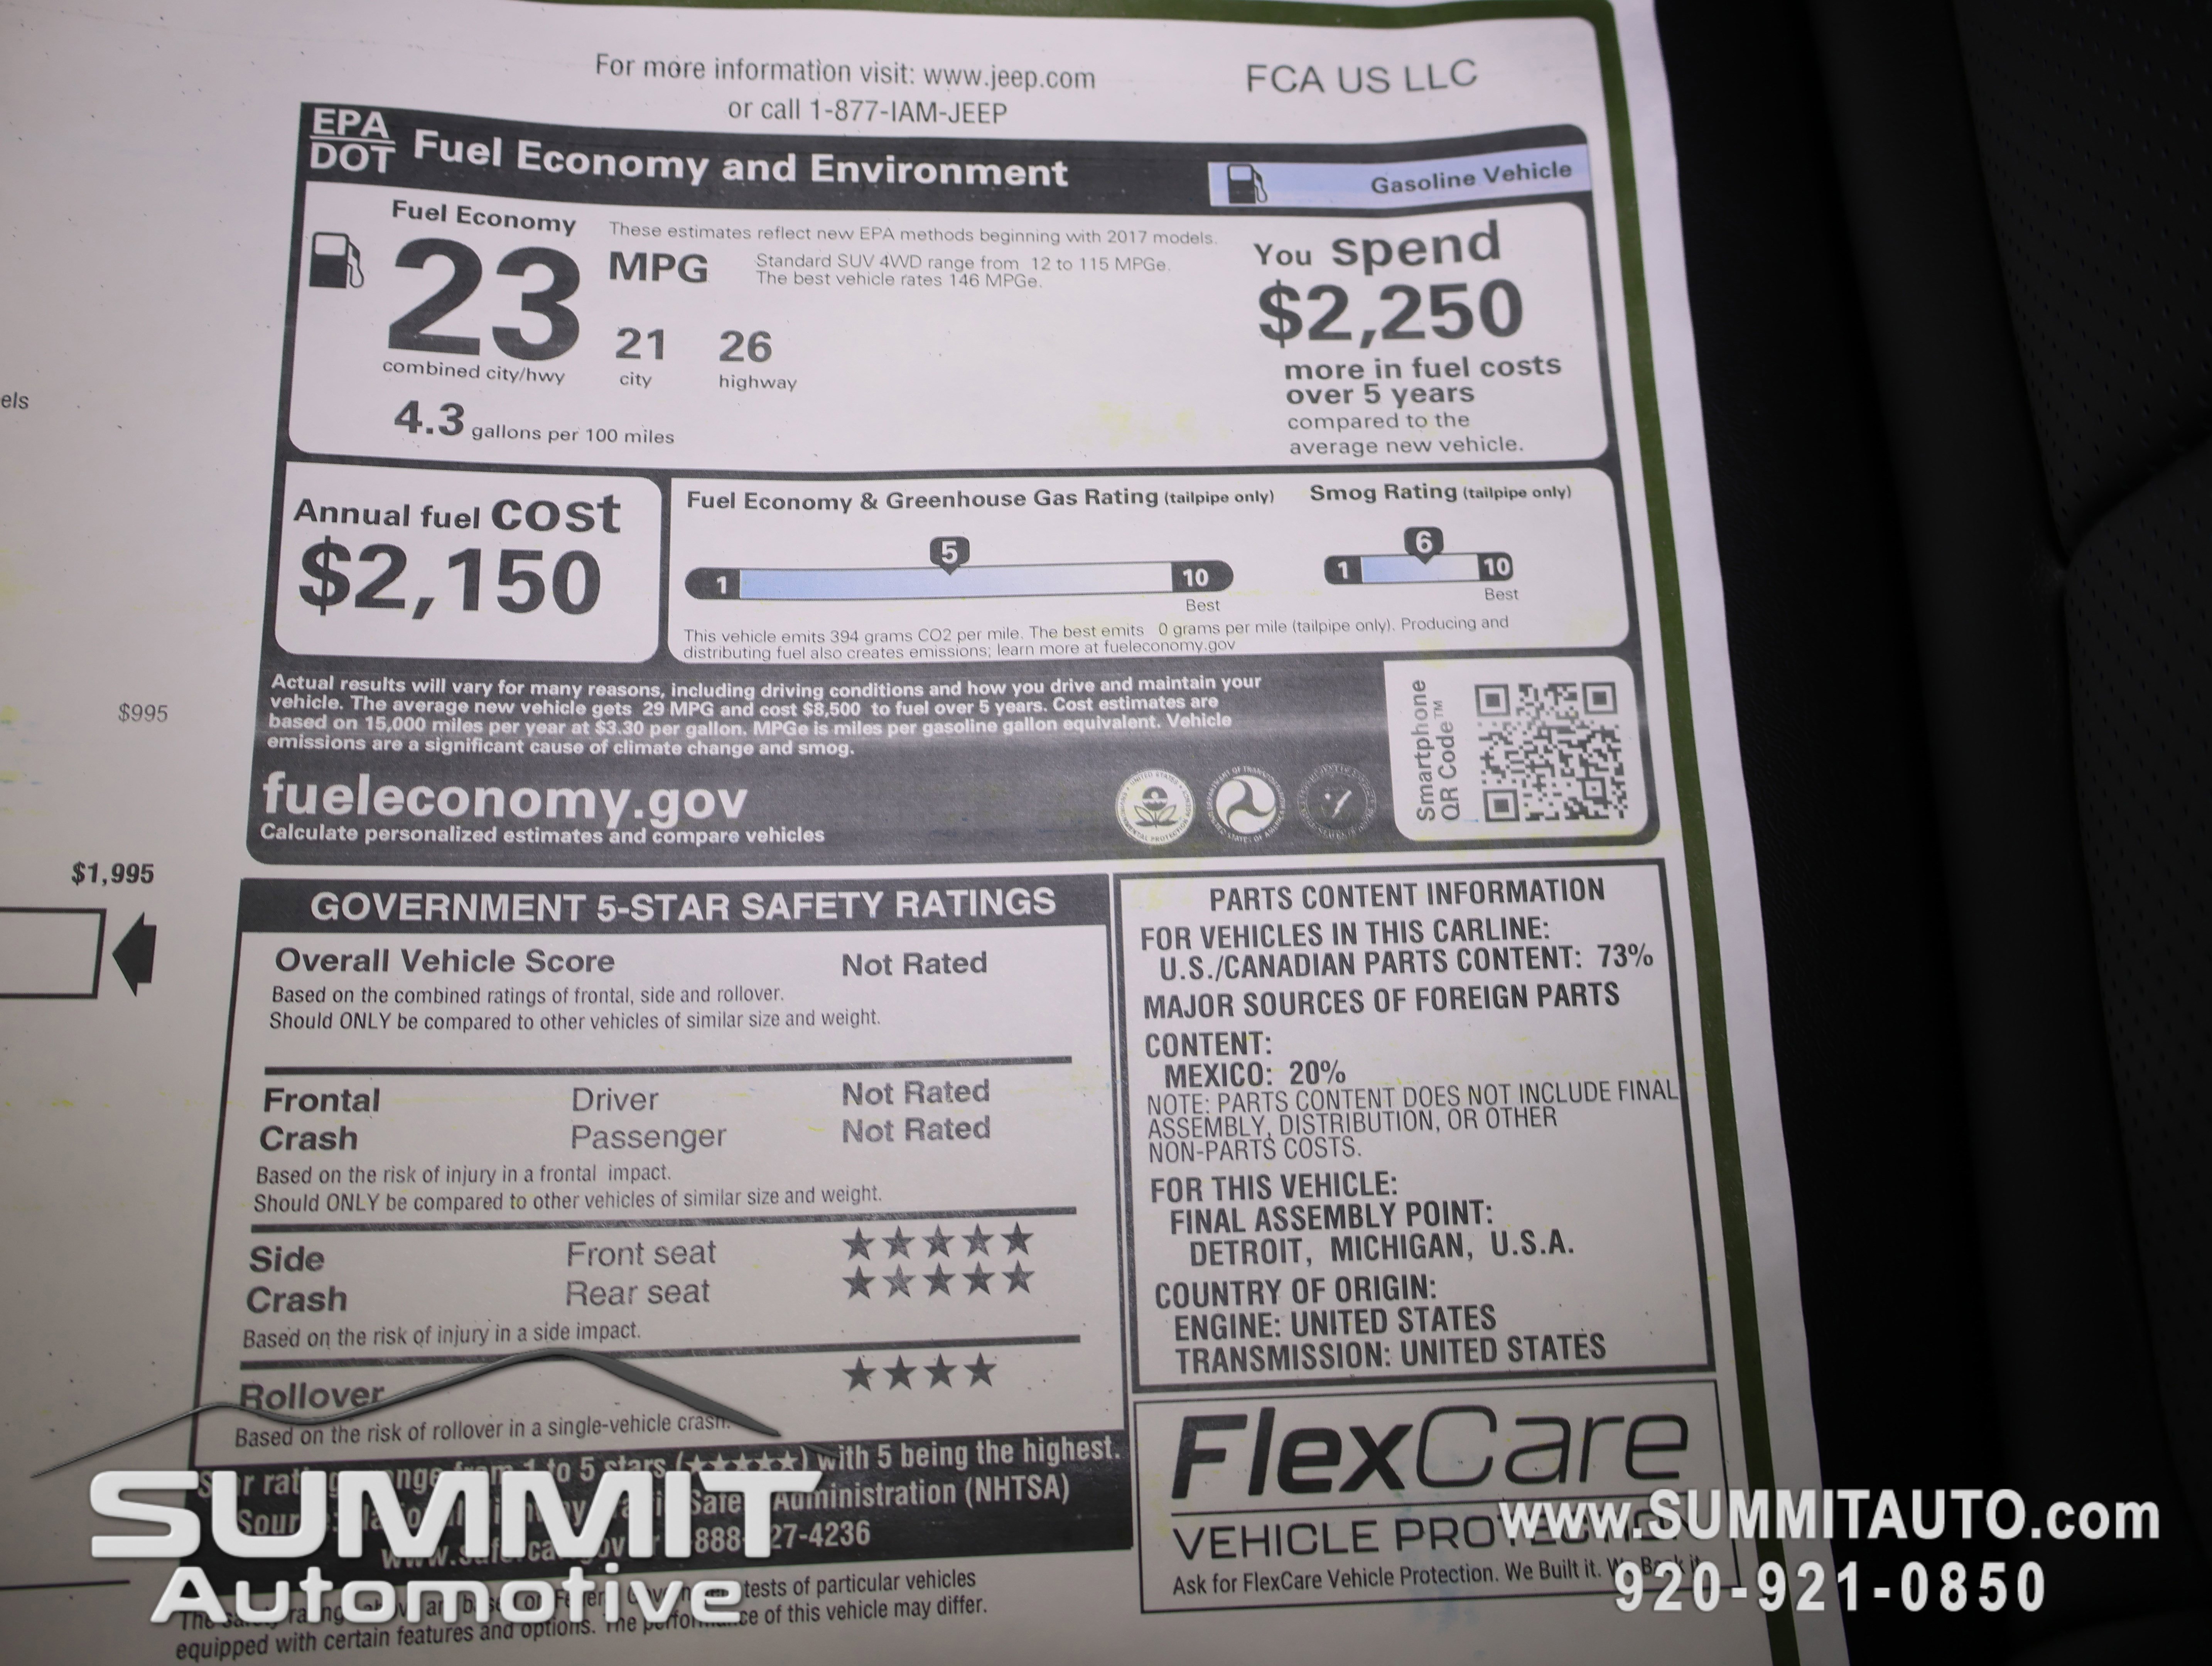 For more information visit: www.jeep.com
or call 1-877-IAM-JEEP
FCA US LLC
EPA
DOT
Fuel Economy and Environment
Gasoline Vehicle
Fuel Economy
These estimates reflect new EPA methods beginning with 2017 models.
23
MPG
Standard SUV 4WD range from 12 to 115 MPGe.
The best vehicle rates 146 MPGe.
21
26
combined city/hwy
city
highway
4.3 gallons per 100 miles
You spend
$2,250
more in fuel costs
over 5 years
compared to the
average new vehicle.
els
Annual fuel cost
$2,150
Fuel Economy & Greenhouse Gas Rating (tailpipe only)
5
1
10
Best
Smog Rating (tailpipe only)
6
1
10
Best
This vehicle emits 394 grams CO2 per mile. The best emits 0 grams per mile (tailpipe only). Producing and
distributing fuel also creates emissions; learn more at fueleconomy.gov
Actual results will vary for many reasons, including driving conditions and how you drive and maintain your
vehicle. The average new vehicle gets 29 MPG and cost $8,500 to fuel over 5 years. Cost estimates are
based on 15,000 miles per year at $3.30 per gallon. MPGe is miles per gasoline gallon equivalent. Vehicle
emissions are a significant cause of climate change and smog.
$995
fueleconomy.gov
Calculate personalized estimates and compare vehicles
Smartphone
QR Code™
$1,995
GOVERNMENT 5-STAR SAFETY RATINGS
Overall Vehicle Score Not Rated
Based on the combined ratings of frontal, side and rollover.
Should ONLY be compared to other vehicles of similar size and weight.
Frontal Driver Not Rated
Crash Passenger Not Rated
Based on the risk of injury in a frontal impact.
Should ONLY be compared to other vehicles of similar size and weight.
Side Front seat ★★★★★
Crash Rear seat ★★★★★
Based on the risk of injury in a side impact.
Rollover ★★★★
Based on the risk of rollover in a single-vehicle crash.
to 5 stars (★★★★★) with 5 being the highest.
Administration (NHTSA)
tests of particular vehicles
equipped with certain features and options. The performance of this vehicle may differ.
PARTS CONTENT INFORMATION
FOR VEHICLES IN THIS CARLINE:
U.S./CANADIAN PARTS CONTENT: 73%
MAJOR SOURCES OF FOREIGN PARTS
CONTENT:
MEXICO: 20%
NOTE: PARTS CONTENT DOES NOT INCLUDE FINAL
ASSEMBLY, DISTRIBUTION, OR OTHER
NON-PARTS COSTS.
FOR THIS VEHICLE:
FINAL ASSEMBLY POINT:
DETROIT, MICHIGAN, U.S.A.
COUNTRY OF ORIGIN:
ENGINE: UNITED STATES
TRANSMISSION: UNITED STATES
FlexCare
VEHICLE PROTECTION
Ask for FlexCare Vehicle Protection. We Built it. We Back it.
SUMMIT
Automotive
www.SUMMITAUTO.com
920-921-0850